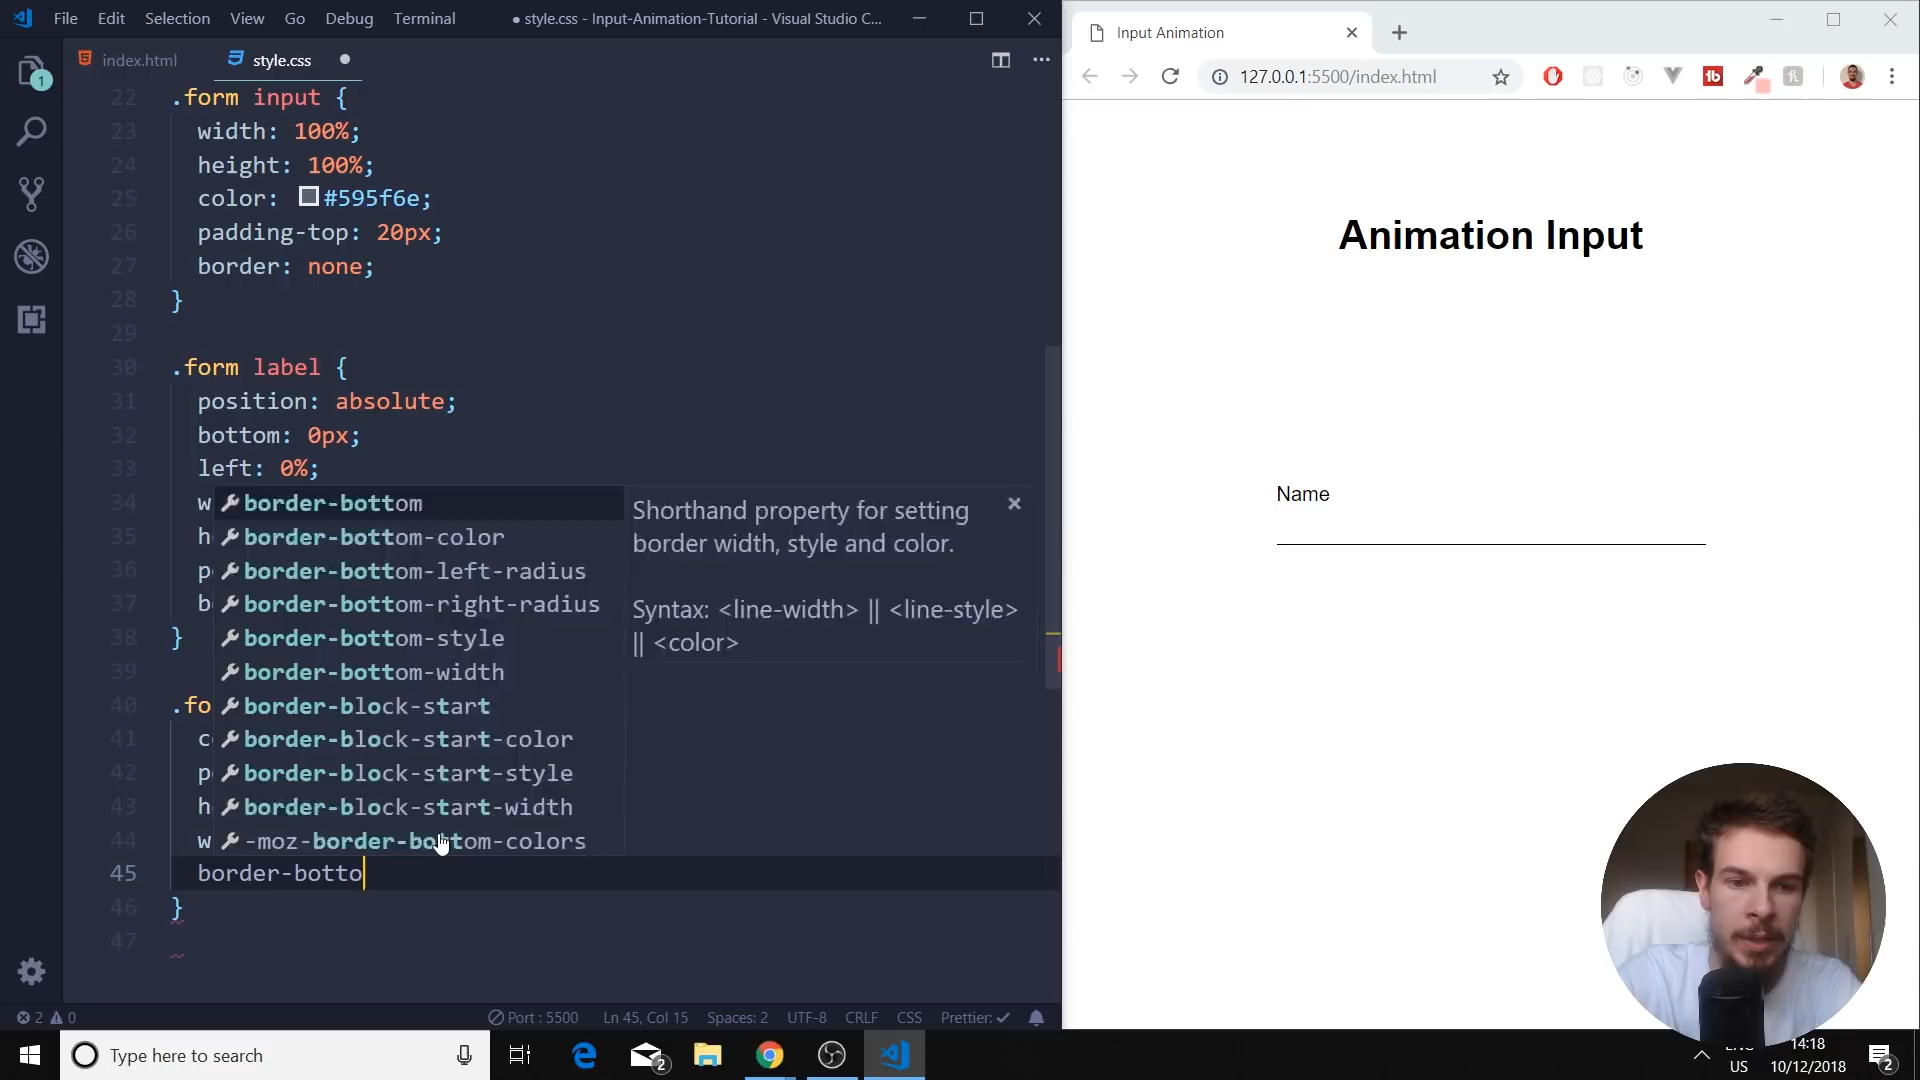 File Edit Selection View Go Debug Terminal ● style.css - Input-Animation-Tutorial - Visual Studio C...
index.html style.css
22 .form input {
23 width: 100%;
24 height: 100%;
25 color: #595f6e;
26 padding-top: 20px;
27 border: none;
28 }
29
30 .form label {
31 position: absolute;
32 bottom: 0px;
33 left: 0%;
34 w
35 h
36 p
37 b
38 }
39
40 .fo
41 c
42 p
43 h
44 w
45 border-botto
46 }
47
border-bottom
border-bottom-color
border-bottom-left-radius
border-bottom-right-radius
border-bottom-style
border-bottom-width
border-block-start
border-block-start-color
border-block-start-style
border-block-start-width
-moz-border-bottom-colors
Shorthand property for setting
border width, style and color.
Syntax: <line-width> || <line-style>
|| <color>
1
2 0 Port : 5500 Ln 45, Col 15 Spaces: 2 UTF-8 CRLF CSS Prettier: ✓
Input Animation
127.0.0.1:5500/index.html
Animation Input
Name
Type here to search
2
ENG
US
14:18
10/12/2018
2